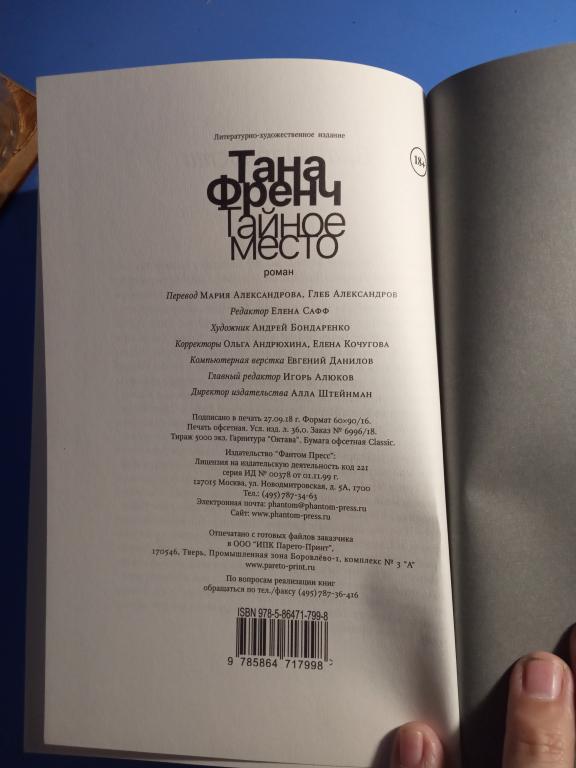 Литературно-художественное издание
18+
Тана
Френч
Тайное
место
роман
Перевод Мария Александрова, Глеб Александров
Редактор Елена Сафф
Художник Андрей Бондаренко
Корректоры Ольга Андрюхина, Елена Кочугова
Компьютерная верстка Евгений Данилов
Главный редактор Игорь Алюков
Директор издательства Алла Штейнман
Подписано в печать 27.09.18 г. Формат 60×90/16.
Печать офсетная. Усл. изд. л. 36,0. Заказ № 6996/18.
Тираж 5000 экз. Гарнитура "Октава". Бумага офсетная Classic.
Издательство "Фантом Пресс":
Лицензия на издательскую деятельность код 221
серия ИД № 00378 от 01.11.99 г.
127015 Москва, ул. Новодмитровская, д. 5А, 1700
Тел.: (495) 787-34-63
Электронная почта: phantom@phantom-press.ru
Сайт: www.phantom-press.ru
Отпечатано с готовых файлов заказчика
в ООО "ИПК Парето-Принт",
170546, Тверь, Промышленная зона Боровлёво-1, комплекс № 3 "А"
www.pareto-print.ru
По вопросам реализации книг
обращаться по тел./факсу (495) 787-36-416
ISBN 978-5-86471-799-8
9 785864 717998